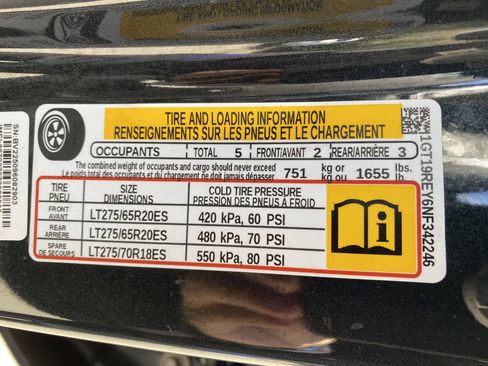 TIRE AND LOADING INFORMATION
RENSEIGNEMENTS SUR LES PNEUS ET LE CHARGEMENT
OCCUPANTS TOTAL 5 FRONT/AVANT 2 REAR/ARRIÈRE 3
The combined weight of occupants and cargo should never exceed
Le poids total des occupants et du chargement ne doit jamais dépasser
751 kg or kg ou 1655 lbs. lb.
TIRE PNEU SIZE DIMENSIONS COLD TIRE PRESSURE PRESSION DES PNEUS À FROID
FRONT AVANT LT275/65R20ES 420 kPa, 60 PSI
REAR ARRIÈRE LT275/65R20ES 480 kPa, 70 PSI
SPARE DE SECOURS LT275/70R18ES 550 kPa, 80 PSI
1GT19REY6NF342246
SN:BV2225096082903